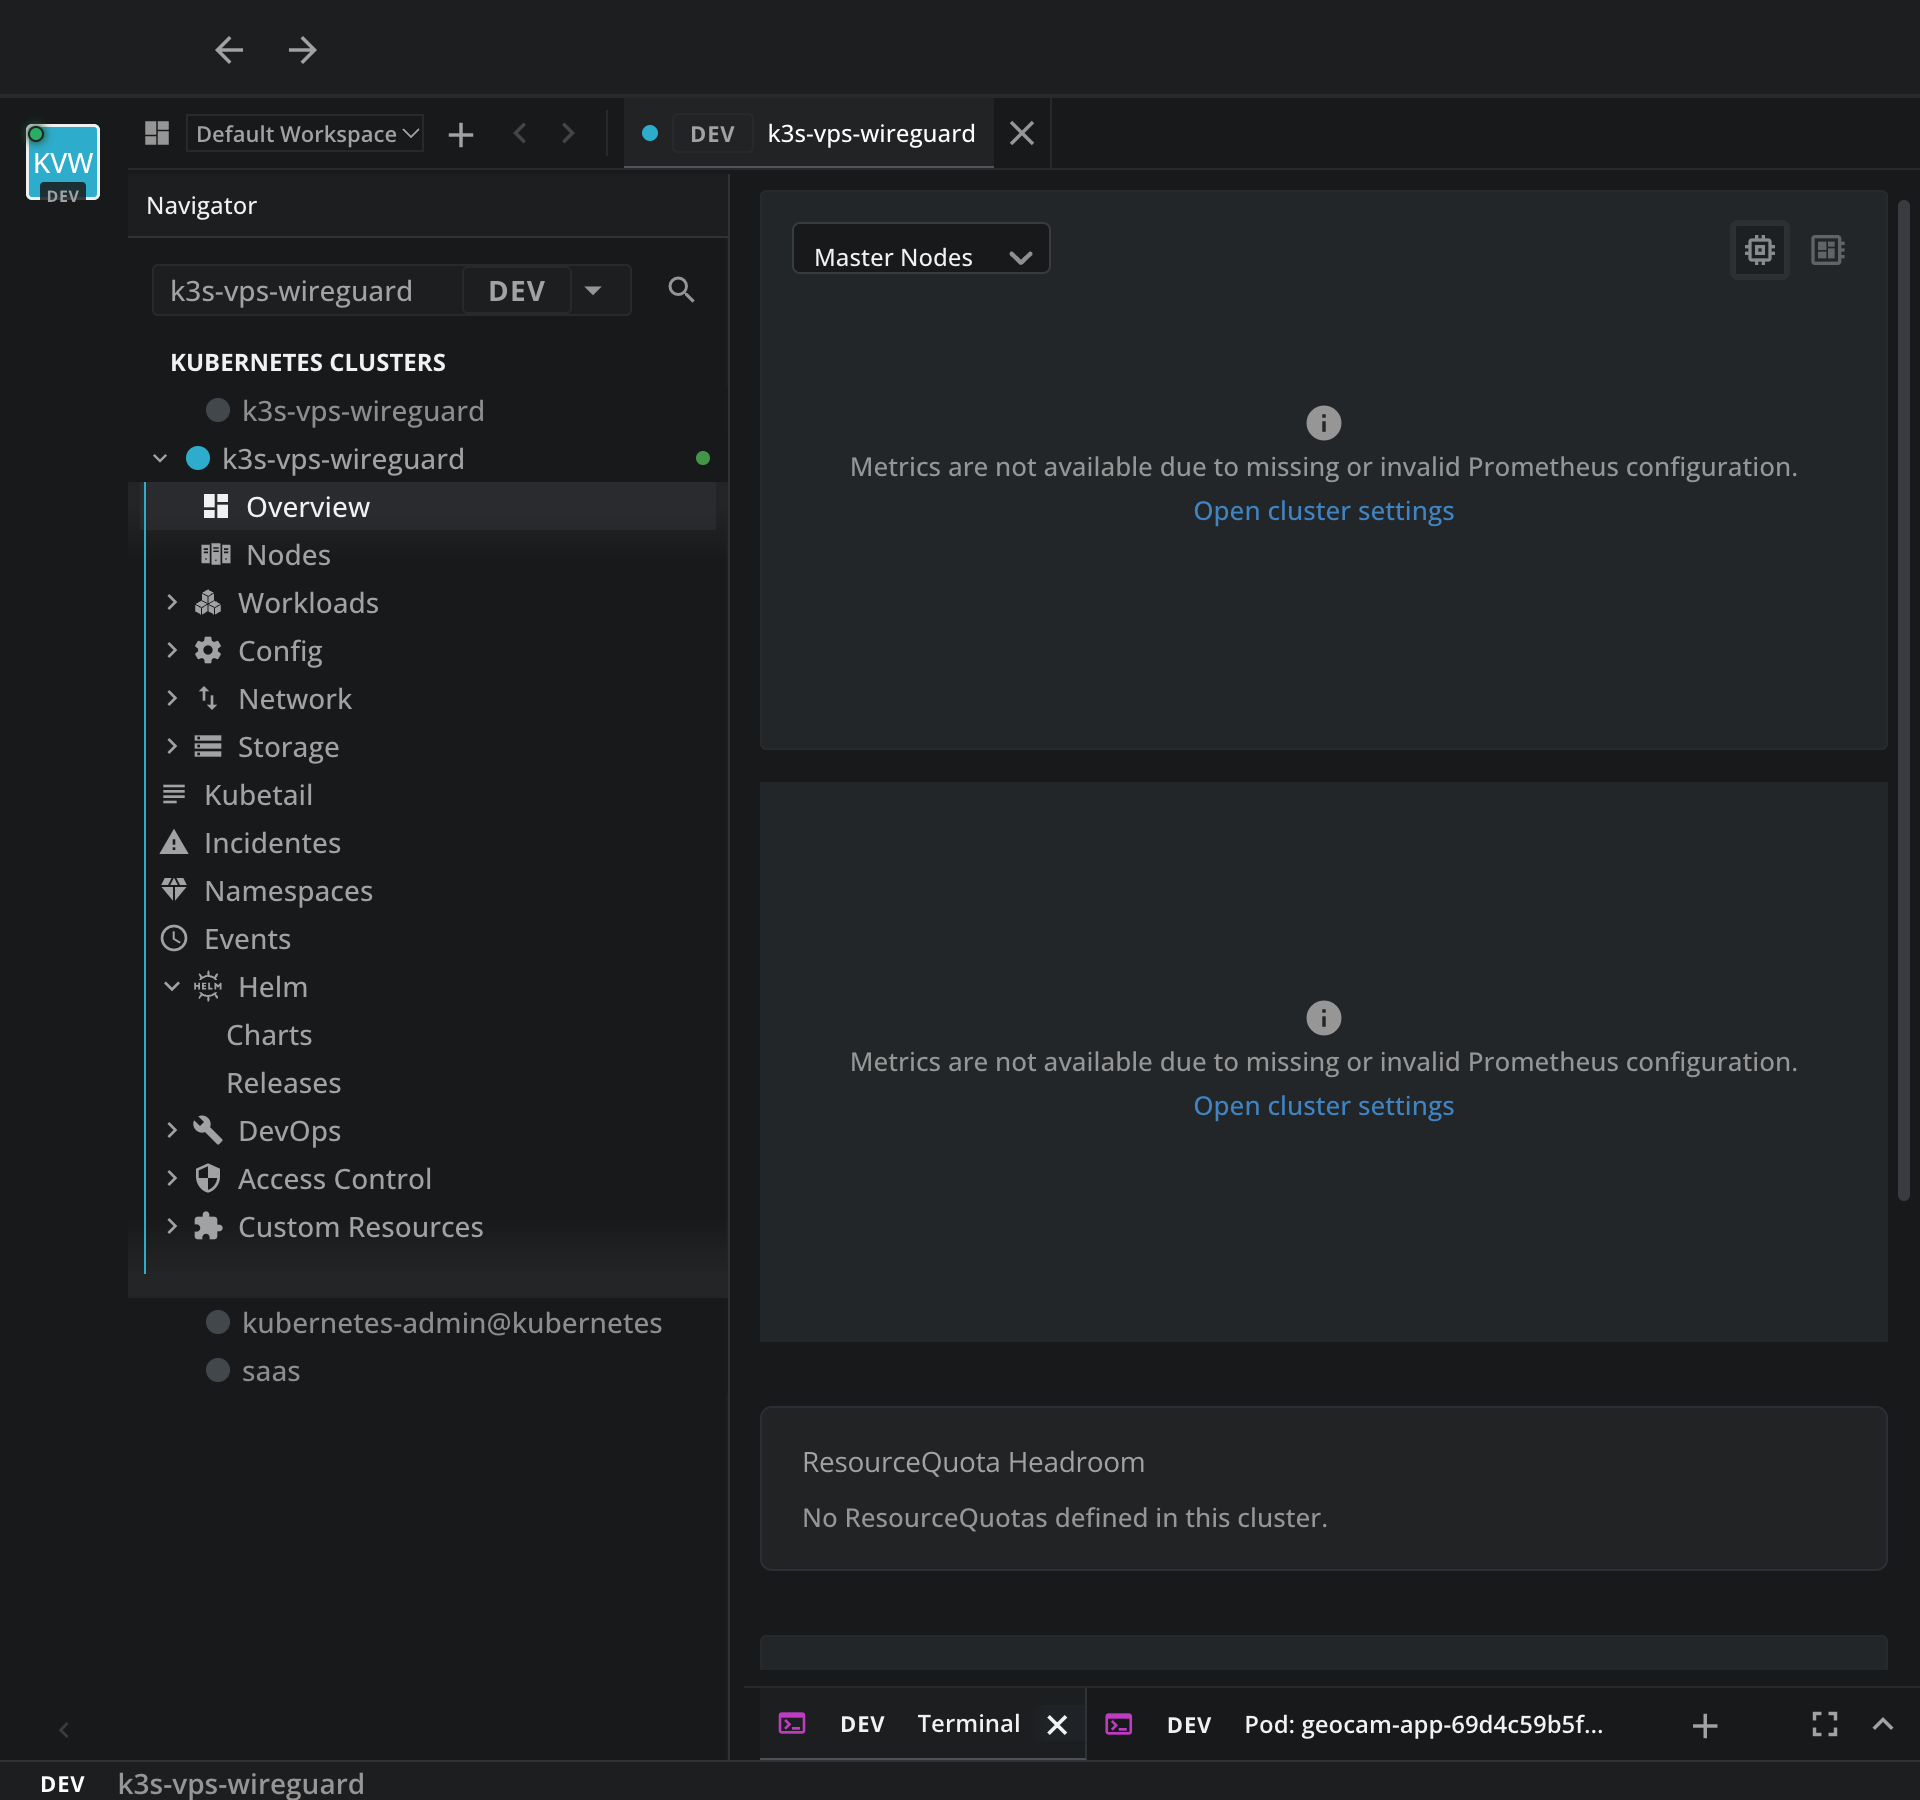 KVW
DEV
Default Workspace
DEV k3s-vps-wireguard
Navigator
k3s-vps-wireguard DEV
KUBERNETES CLUSTERS
k3s-vps-wireguard
k3s-vps-wireguard
Overview
Nodes
Workloads
Config
Network
Storage
Kubetail
Incidentes
Namespaces
Events
HELM Helm
Charts
Releases
DevOps
Access Control
Custom Resources
kubernetes-admin@kubernetes
saas
Master Nodes
Metrics are not available due to missing or invalid Prometheus configuration.
Open cluster settings
Metrics are not available due to missing or invalid Prometheus configuration.
Open cluster settings
ResourceQuota Headroom
No ResourceQuotas defined in this cluster.
DEV Terminal
DEV Pod: geocam-app-69d4c59b5f...
DEV k3s-vps-wireguard